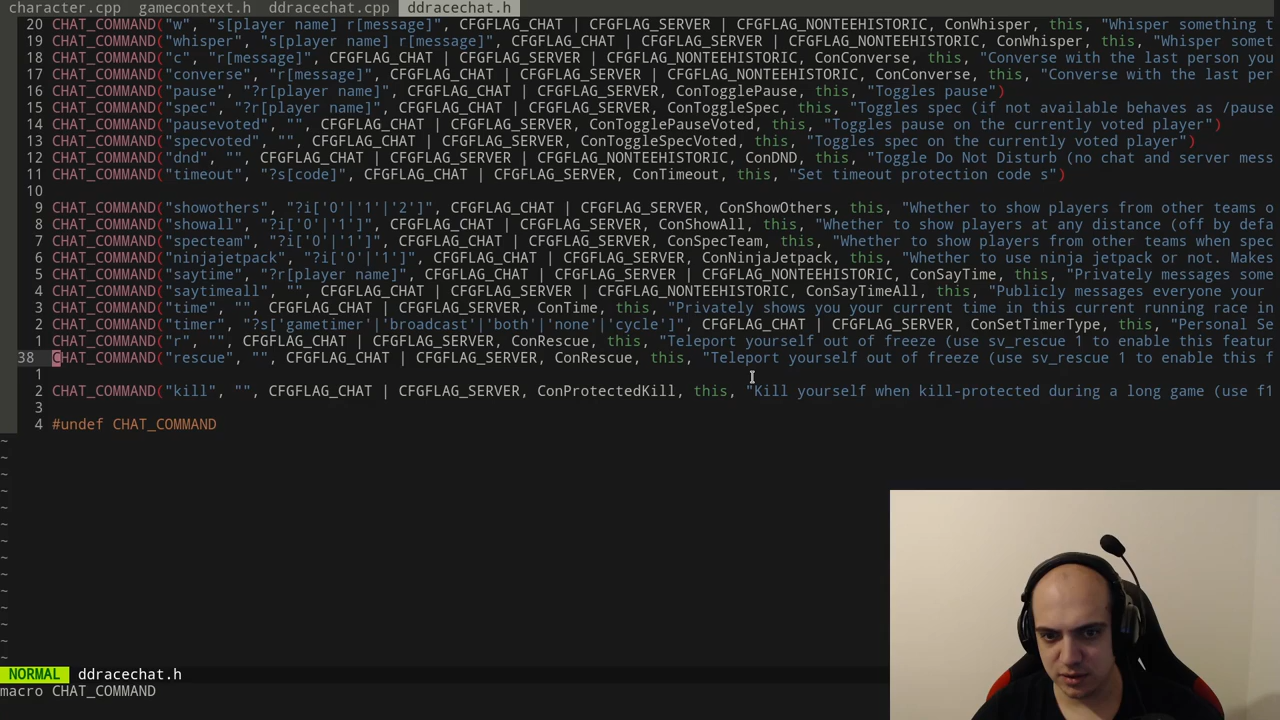 character.cpp gamecontext.h ddracechat.cpp ddracechat.h
20 CHAT_COMMAND("w", "s[player name] r[message]", CFGFLAG_CHAT | CFGFLAG_SERVER | CFGFLAG_NONTEEHISTORIC, ConWhisper, this, "Whisper something t
19 CHAT_COMMAND("whisper", "s[player name] r[message]", CFGFLAG_CHAT | CFGFLAG_SERVER | CFGFLAG_NONTEEHISTORIC, ConWhisper, this, "Whisper somet
18 CHAT_COMMAND("c", "r[message]", CFGFLAG_CHAT | CFGFLAG_SERVER | CFGFLAG_NONTEEHISTORIC, ConConverse, this, "Converse with the last person you
17 CHAT_COMMAND("converse", "r[message]", CFGFLAG_CHAT | CFGFLAG_SERVER | CFGFLAG_NONTEEHISTORIC, ConConverse, this, "Converse with the last per
16 CHAT_COMMAND("pause", "?r[player name]", CFGFLAG_CHAT | CFGFLAG_SERVER, ConTogglePause, this, "Toggles pause")
15 CHAT_COMMAND("spec", "?r[player name]", CFGFLAG_CHAT | CFGFLAG_SERVER, ConToggleSpec, this, "Toggles spec (if not available behaves as /pause
14 CHAT_COMMAND("pausevoted", "", CFGFLAG_CHAT | CFGFLAG_SERVER, ConTogglePauseVoted, this, "Toggles pause on the currently voted player")
13 CHAT_COMMAND("specvoted", "", CFGFLAG_CHAT | CFGFLAG_SERVER, ConToggleSpecVoted, this, "Toggles spec on the currently voted player")
12 CHAT_COMMAND("dnd", "", CFGFLAG_CHAT | CFGFLAG_SERVER | CFGFLAG_NONTEEHISTORIC, ConDND, this, "Toggle Do Not Disturb (no chat and server mess
11 CHAT_COMMAND("timeout", "?s[code]", CFGFLAG_CHAT | CFGFLAG_SERVER, ConTimeout, this, "Set timeout protection code s")
10
9 CHAT_COMMAND("showothers", "?i['0'|'1'|'2']", CFGFLAG_CHAT | CFGFLAG_SERVER, ConShowOthers, this, "Whether to show players from other teams o
8 CHAT_COMMAND("showall", "?i['0'|'1']", CFGFLAG_CHAT | CFGFLAG_SERVER, ConShowAll, this, "Whether to show players at any distance (off by defa
7 CHAT_COMMAND("specteam", "?i['0'|'1']", CFGFLAG_CHAT | CFGFLAG_SERVER, ConSpecTeam, this, "Whether to show players from other teams when spec
6 CHAT_COMMAND("ninjajetpack", "?i['0'|'1']", CFGFLAG_CHAT | CFGFLAG_SERVER, ConNinjaJetpack, this, "Whether to use ninja jetpack or not. Makes
5 CHAT_COMMAND("saytime", "?r[player name]", CFGFLAG_CHAT | CFGFLAG_SERVER | CFGFLAG_NONTEEHISTORIC, ConSayTime, this, "Privately messages some
4 CHAT_COMMAND("saytimeall", "", CFGFLAG_CHAT | CFGFLAG_SERVER | CFGFLAG_NONTEEHISTORIC, ConSayTimeAll, this, "Publicly messages everyone your
3 CHAT_COMMAND("time", "", CFGFLAG_CHAT | CFGFLAG_SERVER, ConTime, this, "Privately shows you your current time in this current running race in
2 CHAT_COMMAND("timer", "?s['gametimer'|'broadcast'|'both'|'none'|'cycle']", CFGFLAG_CHAT | CFGFLAG_SERVER, ConSetTimerType, this, "Personal Se
1 CHAT_COMMAND("r", "", CFGFLAG_CHAT | CFGFLAG_SERVER, ConRescue, this, "Teleport yourself out of freeze (use sv_rescue 1 to enable this featur
38 CHAT_COMMAND("rescue", "", CFGFLAG_CHAT | CFGFLAG_SERVER, ConRescue, this, "Teleport yourself out of freeze (use sv_rescue 1 to enable this f
1
2 CHAT_COMMAND("kill", "", CFGFLAG_CHAT | CFGFLAG_SERVER, ConProtectedKill, this, "Kill yourself when kill-protected during a long game (use f1
3
4 #undef CHAT_COMMAND
~
~
~
~
~
~
~
~
~
~
~
~
~
~
NORMAL ddracechat.h
macro CHAT_COMMAND